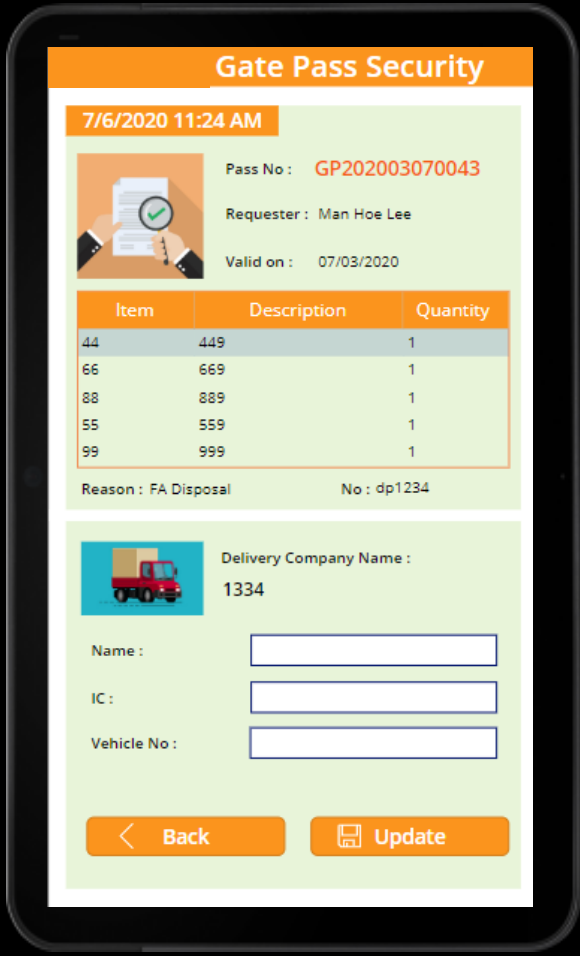 Gate Pass Security
7/6/2020 11:24 AM
Pass No : GP202003070043
Requester : Man Hoe Lee
Valid on : 07/03/2020
Item Description Quantity
44 449 1
66 669 1
88 889 1
55 559 1
99 999 1
Reason : FA Disposal No : dp1234
Delivery Company Name :
1334
Name :
IC :
Vehicle No :
Back Update